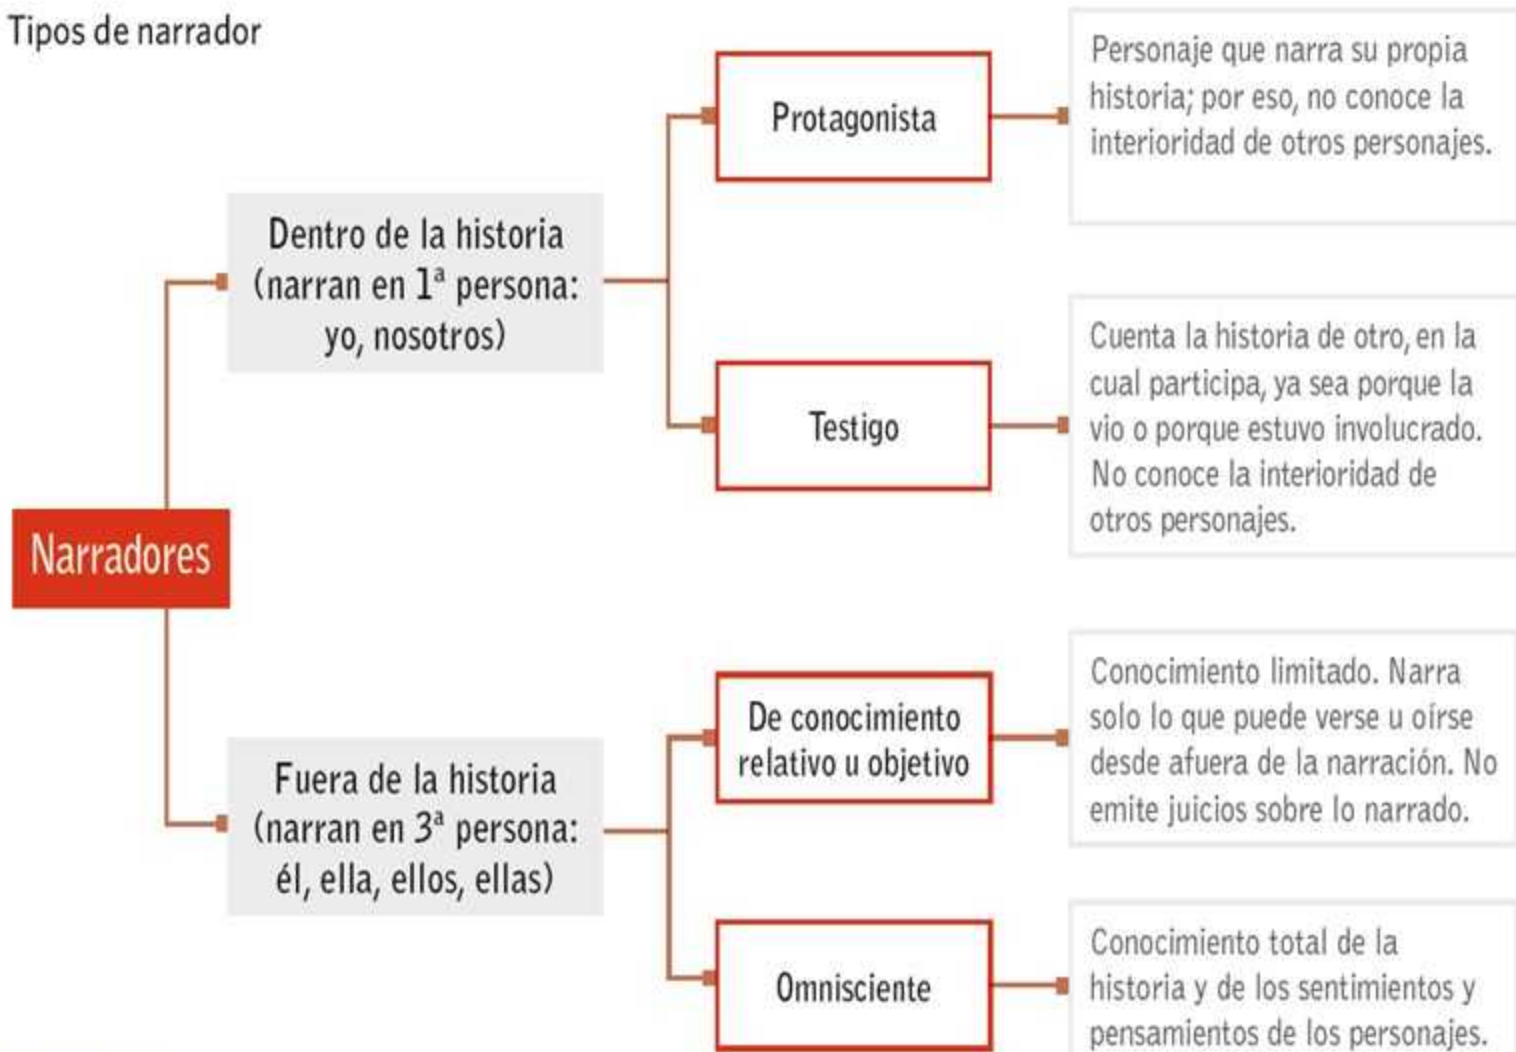 Tipos de narrador
Narradores
Dentro de la historia
(narran en 1ª persona:
yo, nosotros)
Protagonista
Personaje que narra su propia
historia; por eso, no conoce la
interioridad de otros personajes.
Testigo
Cuenta la historia de otro, en la
cual participa, ya sea porque la
vio o porque estuvo involucrado.
No conoce la interioridad de
otros personajes.
Fuera de la historia
(narran en 3ª persona:
él, ella, ellos, ellas)
De conocimiento
relativo u objetivo
Conocimiento limitado. Narra
solo lo que puede verse u oírse
desde afuera de la narración. No
emite juicios sobre lo narrado.
Omnisciente
Conocimiento total de la
historia y de los sentimientos y
pensamientos de los personajes.